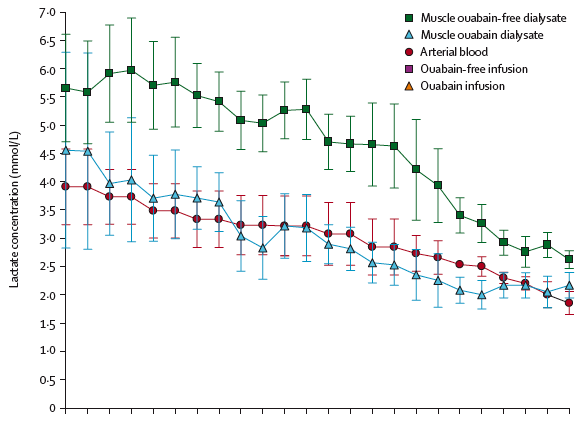 Muscle ouabain-free dialysate
Muscle ouabain dialysate
Arterial blood
Ouabain-free infusion
Ouabain infusion
Lactate concentration (mmol/L)
7·0
6·5
6·0
5·5
5·0
4·5
4·0
3·5
3·0
2·5
2·0
1·5
1·0
0·5
0